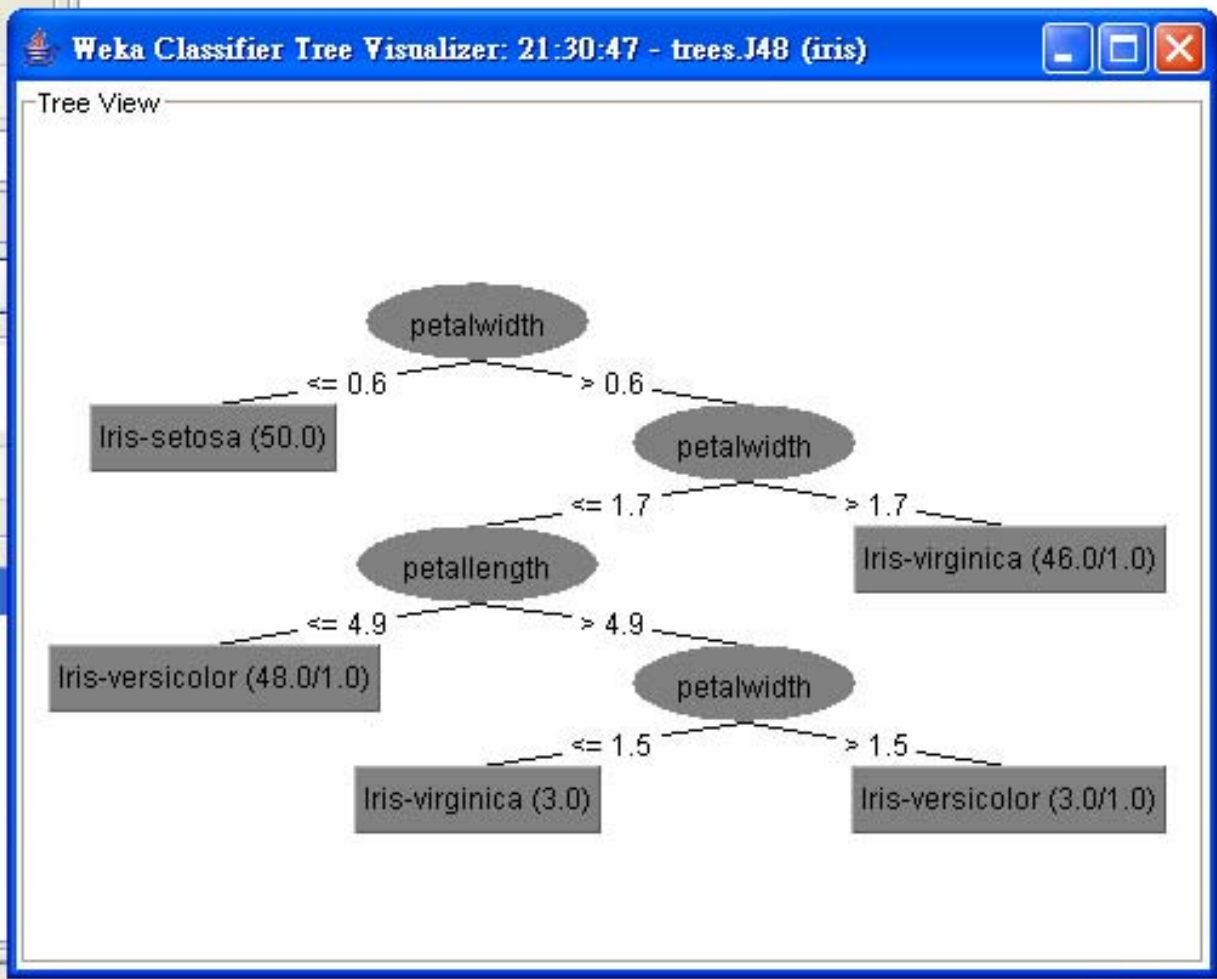 Weka Classifier Tree Visualizer: 21:30:47 - trees.J48 (iris)
Tree View
petalwidth
<= 0.6
> 0.6
Iris-setosa (50.0)
petalwidth
<= 1.7
> 1.7
petallength
Iris-virginica (46.0/1.0)
<= 4.9
> 4.9
Iris-versicolor (48.0/1.0)
petalwidth
<= 1.5
> 1.5
Iris-virginica (3.0)
Iris-versicolor (3.0/1.0)